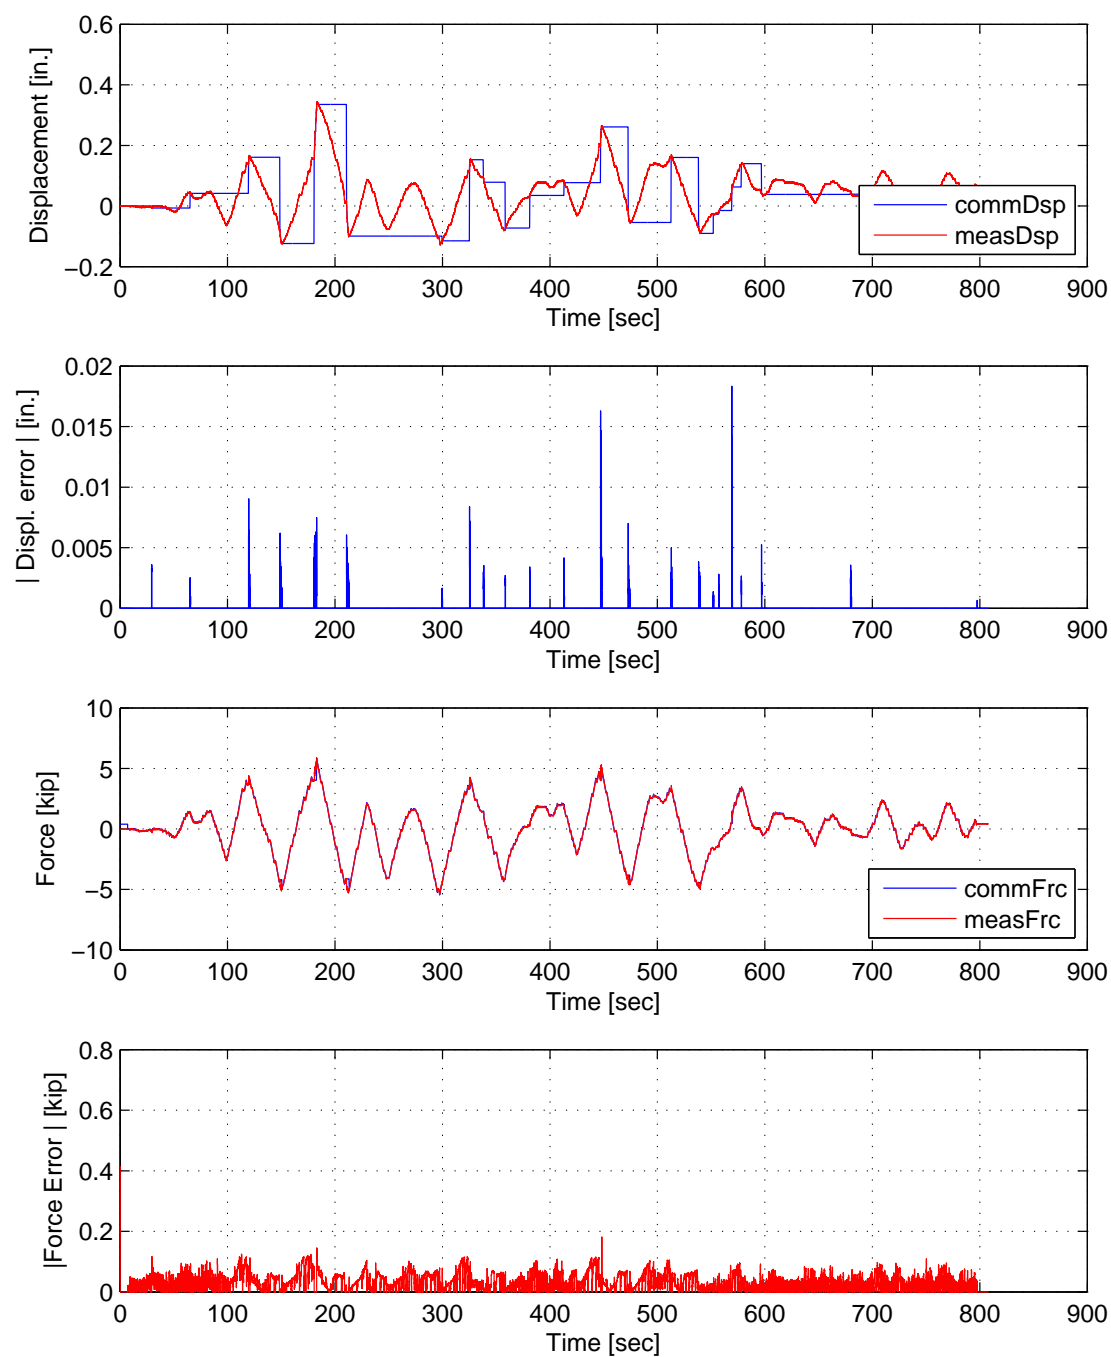 0.6
0.4
0.2
0
−0.2
Displacement [in.]
commDsp
measDsp
0 100 200 300 400 500 600 700 800 900
Time [sec]
0.02
0.015
0.01
0.005
0
| Displ. error | [in.]
0 100 200 300 400 500 600 700 800 900
Time [sec]
10
5
0
−5
−10
Force [kip]
commFrc
measFrc
0 100 200 300 400 500 600 700 800 900
Time [sec]
0.8
0.6
0.4
0.2
0
|Force Error | [kip]
0 100 200 300 400 500 600 700 800 900
Time [sec]